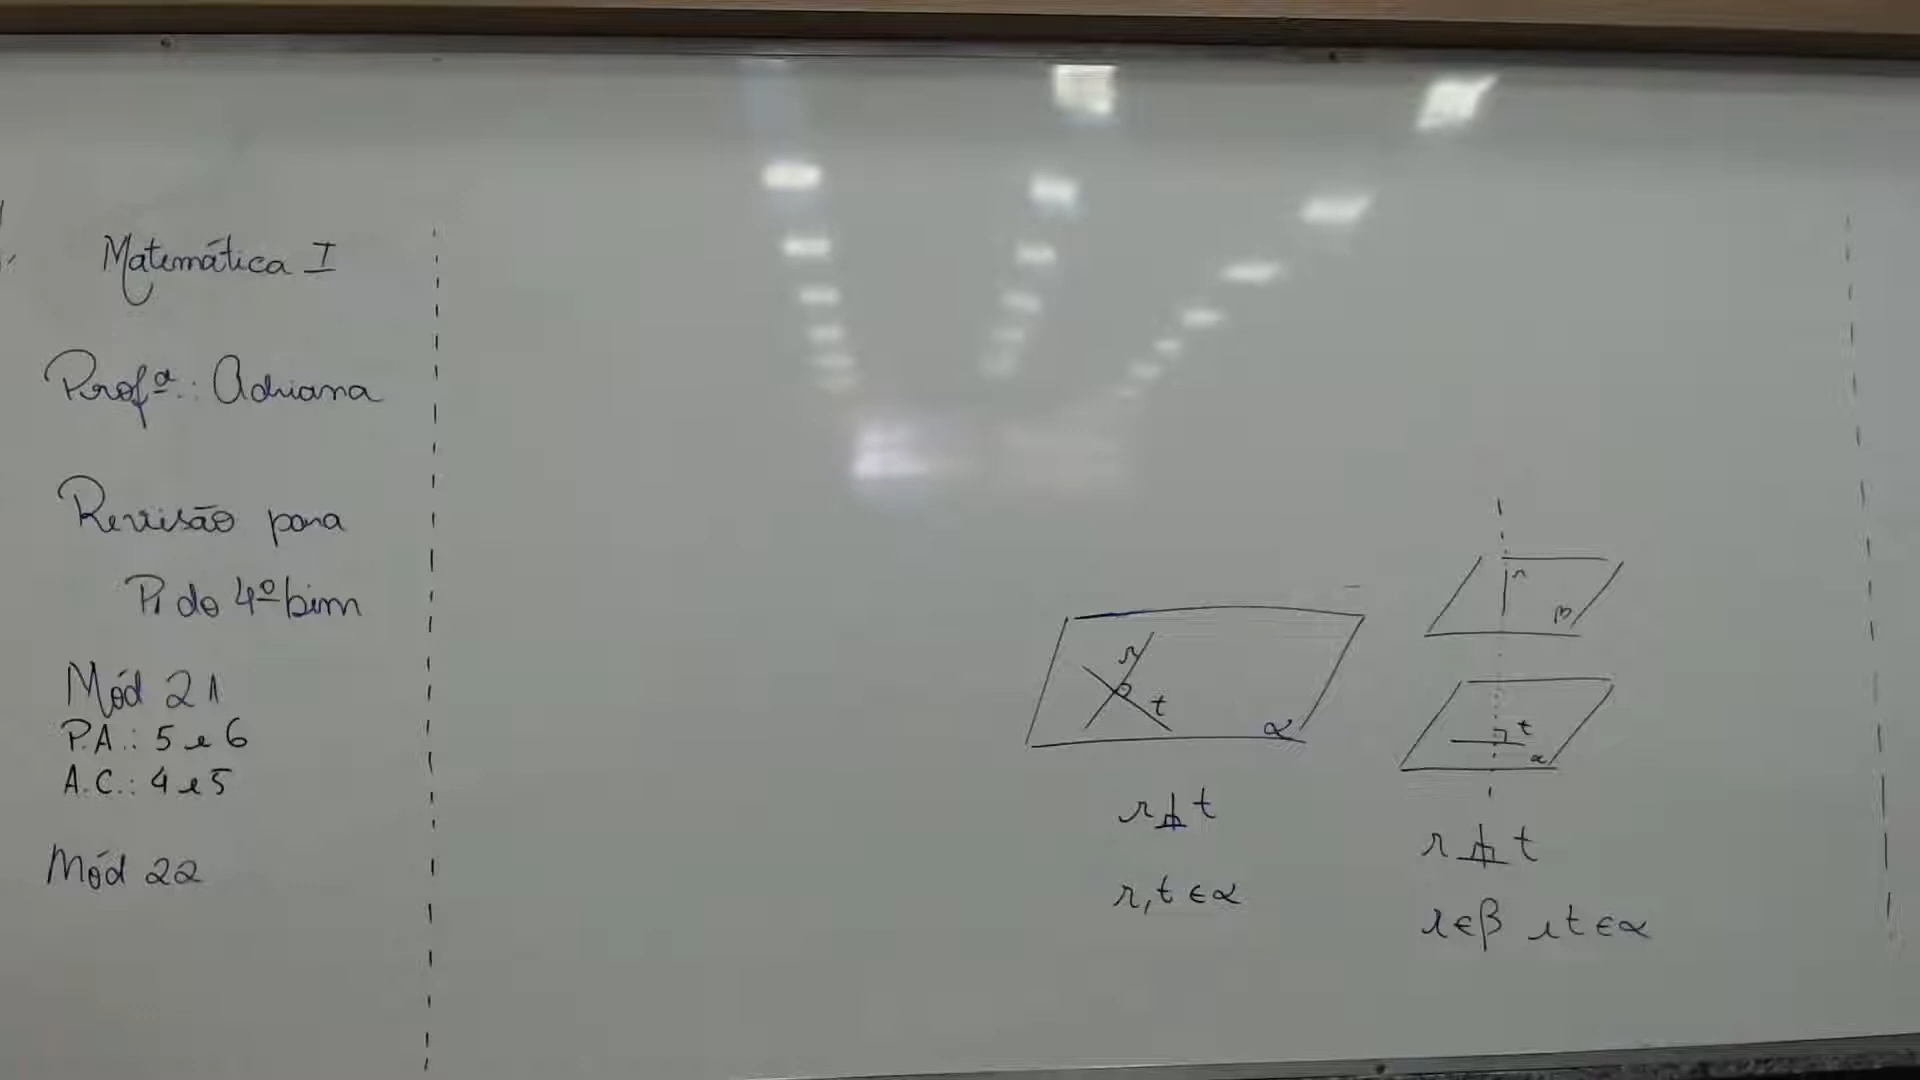 Matemática I
Profª.: Adriana
Revisão para
P1 do 4º bim
Mód 21
P.A.: 5 e 6
A.C.: 4 e 5
Mód 22
r
t
α
r ⊥ t
r, t ∈ α
r
β
t
α
r ⊥ t
r ∈ β e t ∈ α